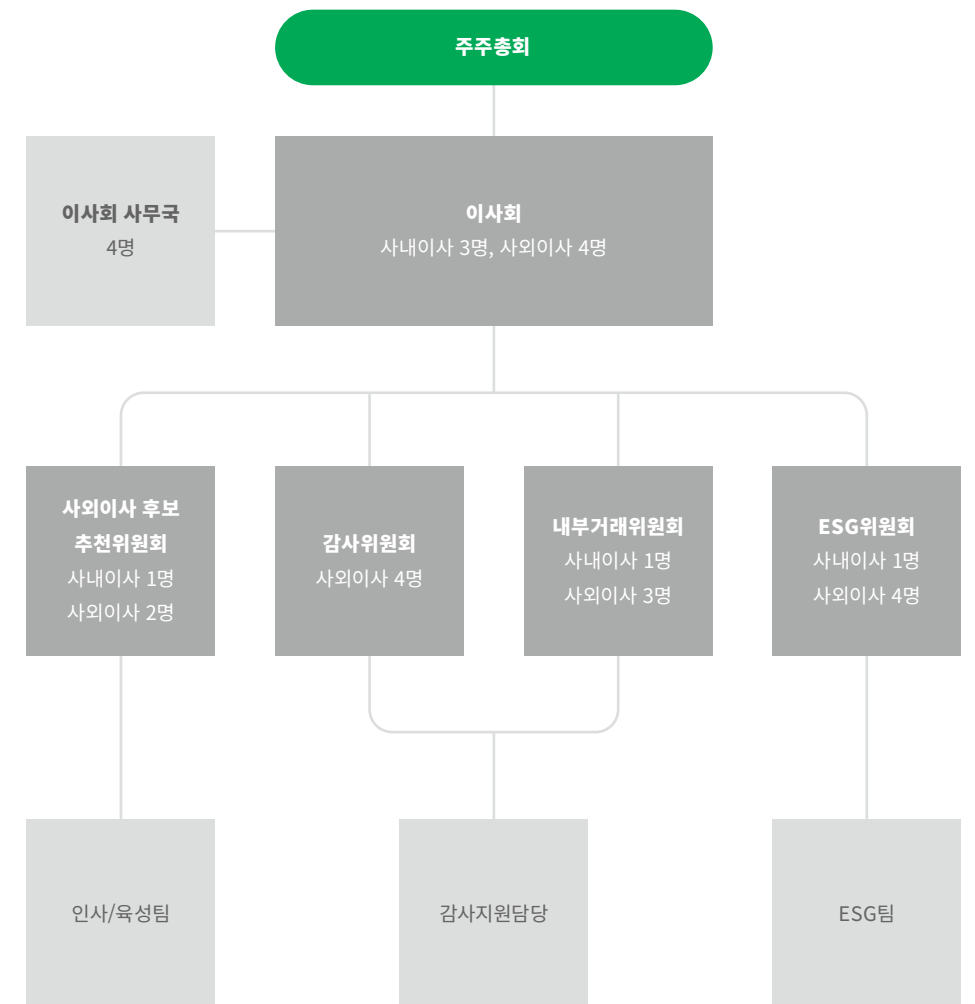 주주총회
이사회 사무국
4명
이사회
사내이사 3명, 사외이사 4명
사외이사 후보
추천위원회
사내이사 1명
사외이사 2명
감사위원회
사외이사 4명
내부거래위원회
사내이사 1명
사외이사 3명
ESG위원회
사내이사 1명
사외이사 4명
인사/육성팀
감사지원담당
ESG팀